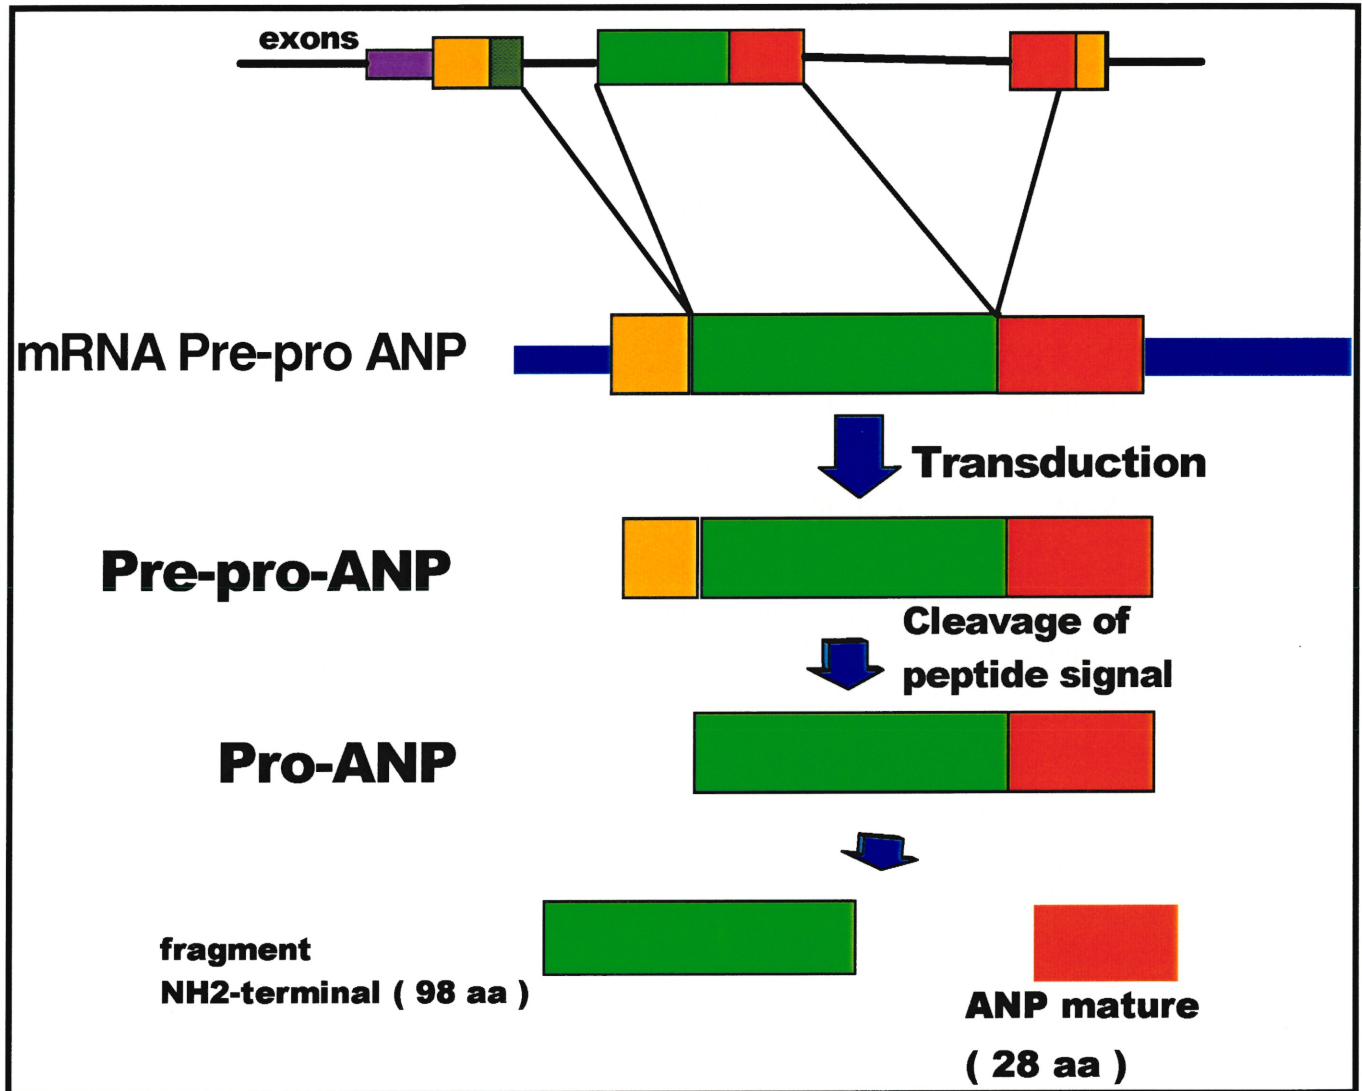 exons
mRNA Pre-pro ANP
Transduction
Pre-pro-ANP
Cleavage of
peptide signal
Pro-ANP
fragment
NH2-terminal ( 98 aa )
ANP mature
( 28 aa )